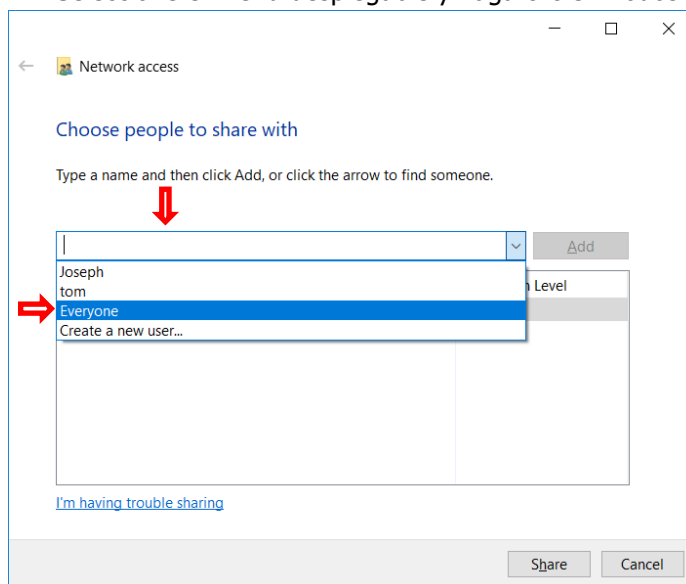 Network access
Choose people to share with
Type a name and then click Add, or click the arrow to find someone.
Add
Joseph
tom
Everyone
Create a new user...
Level
I'm having trouble sharing
Share Cancel